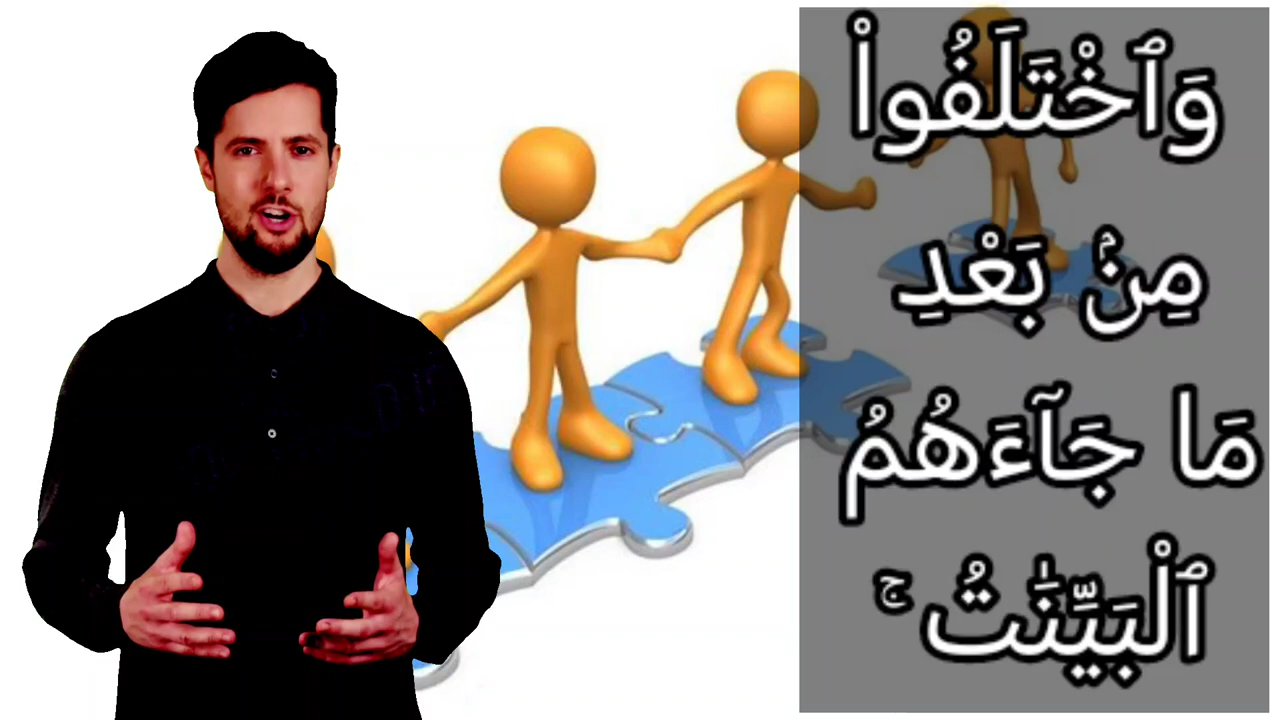 وَٱخْتَلَفُوا۟
مِنۢ بَعْدِ
مَا جَآءَهُمُ
ٱلْبَيِّنَـٰتُ ۚ